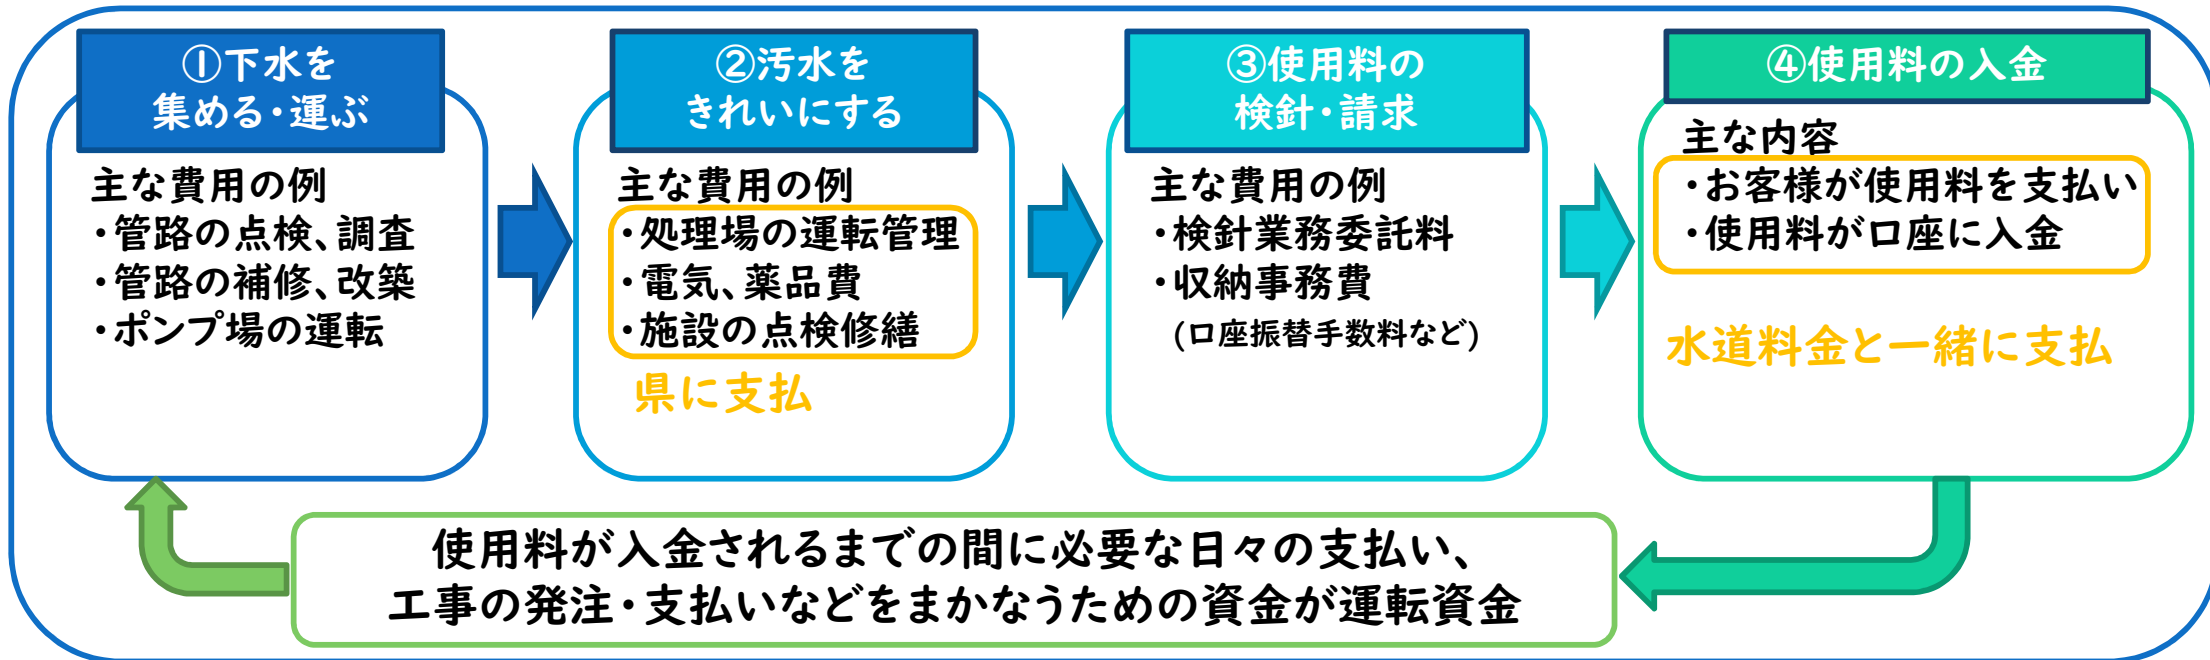 ①下水を
集める・運ぶ
主な費用の例
・管路の点検、調査
・管路の補修、改築
・ポンプ場の運転
②汚水を
きれいにする
主な費用の例
・処理場の運転管理
・電気、薬品費
・施設の点検修繕
県に支払
③使用料の
検針・請求
主な費用の例
・検針業務委託料
・収納事務費
(口座振替手数料など)
④使用料の入金
主な内容
・お客様が使用料を支払い
・使用料が口座に入金
水道料金と一緒に支払
使用料が入金されるまでの間に必要な日々の支払い、
工事の発注・支払いなどをまかなうための資金が運転資金